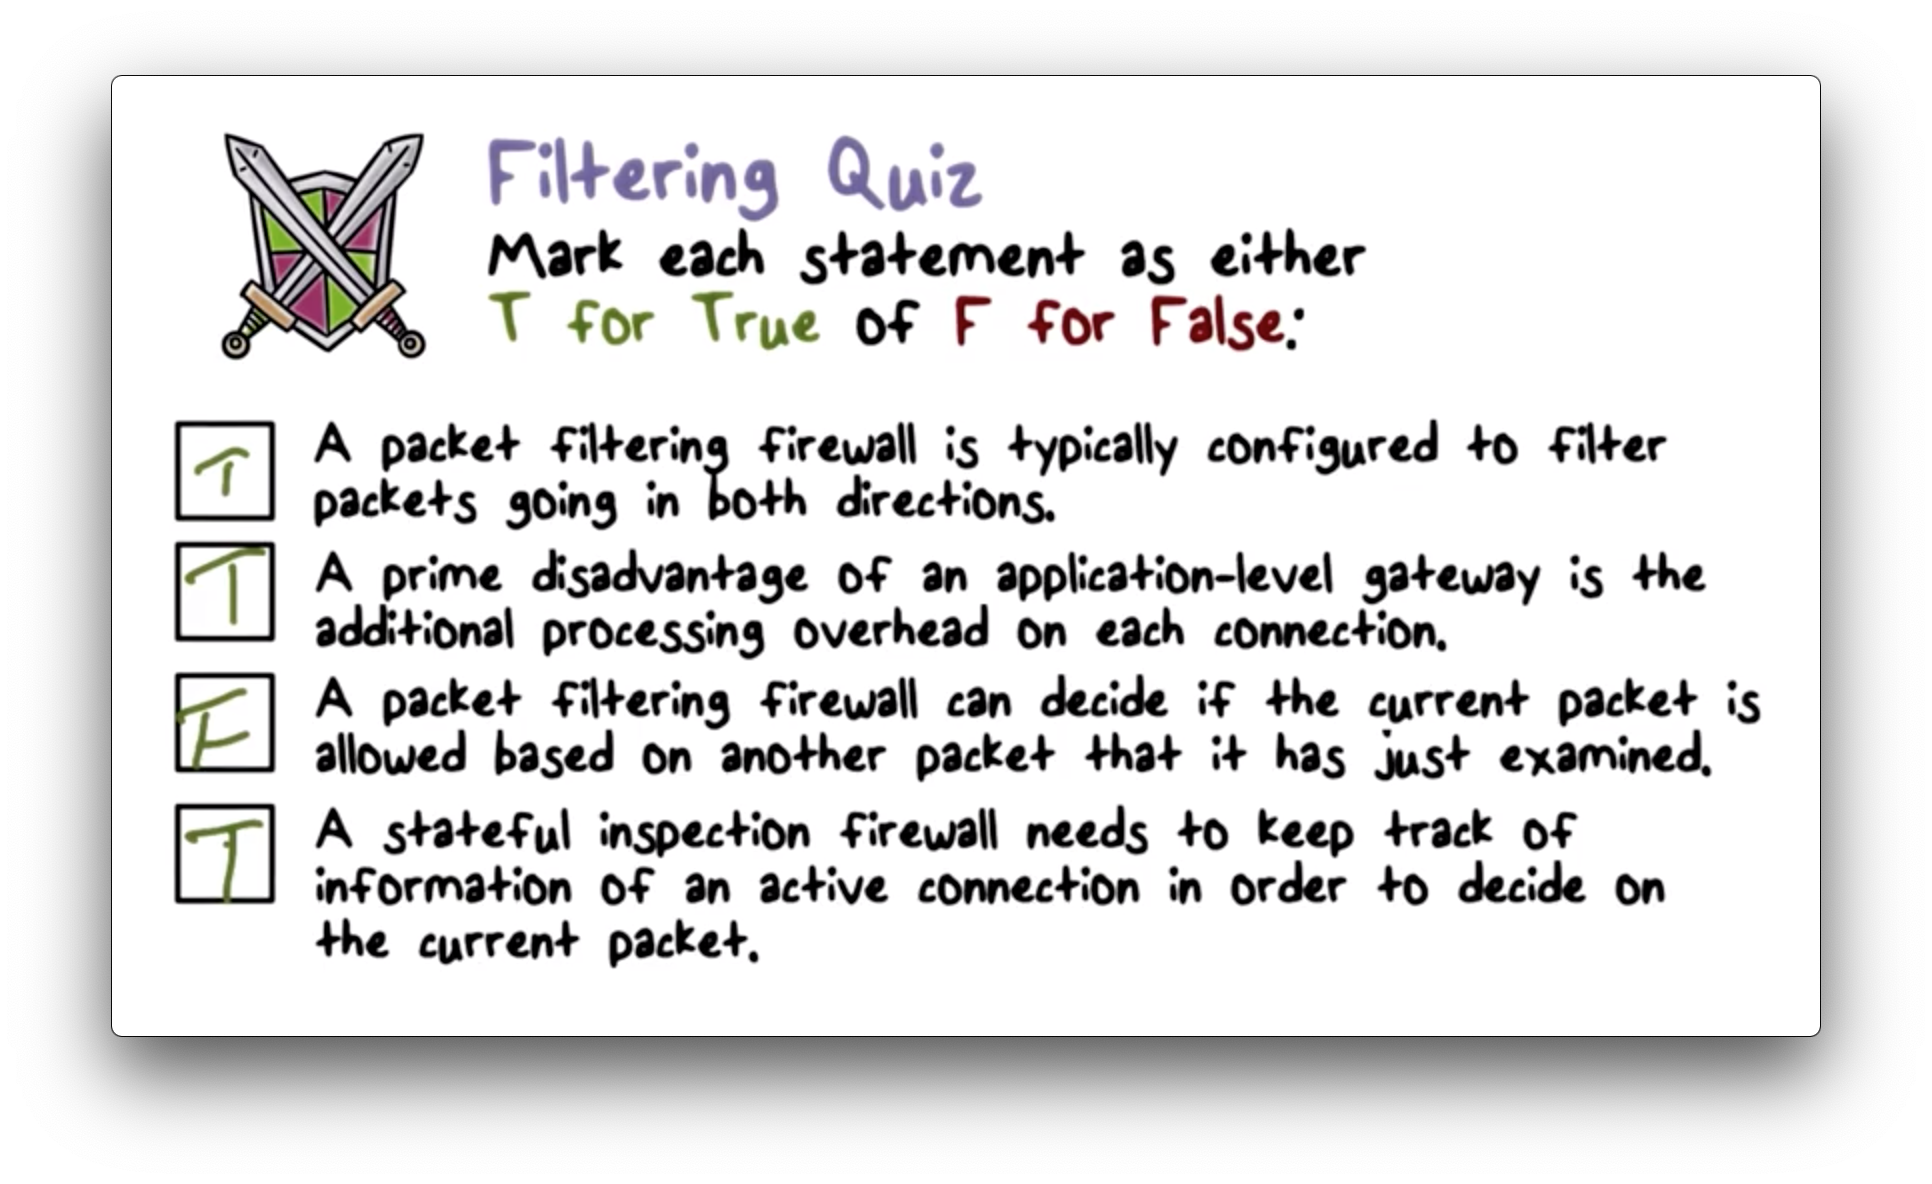 Filtering Quiz
Mark each statement as either
T for True of F for False:
T
A packet filtering firewall is typically configured to filter
packets going in both directions.
T
A prime disadvantage of an application-level gateway is the
additional processing overhead on each connection.
F
A packet filtering firewall can decide if the current packet is
allowed based on another packet that it has just examined.
T
A stateful inspection firewall needs to keep track of
information of an active connection in order to decide on
the current packet.